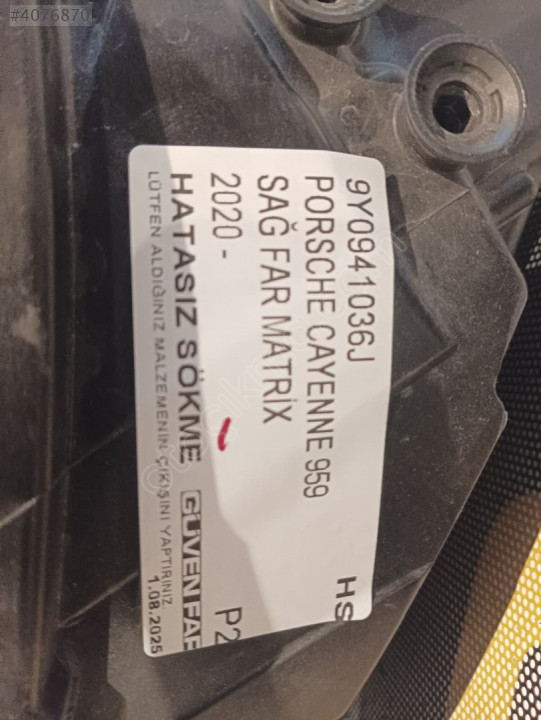 #4076870
9Y0941036J
PORSCHE CAYENNE 959
SAĞ FAR MATRİX
2020 -
HS
P2
HATASIZ SÖKME GÜVEN FAR
LÜTFEN ALDIĞINIZ MALZEMENİN ÇIKIŞINI YAPTIRINIZ.
1.08.2025